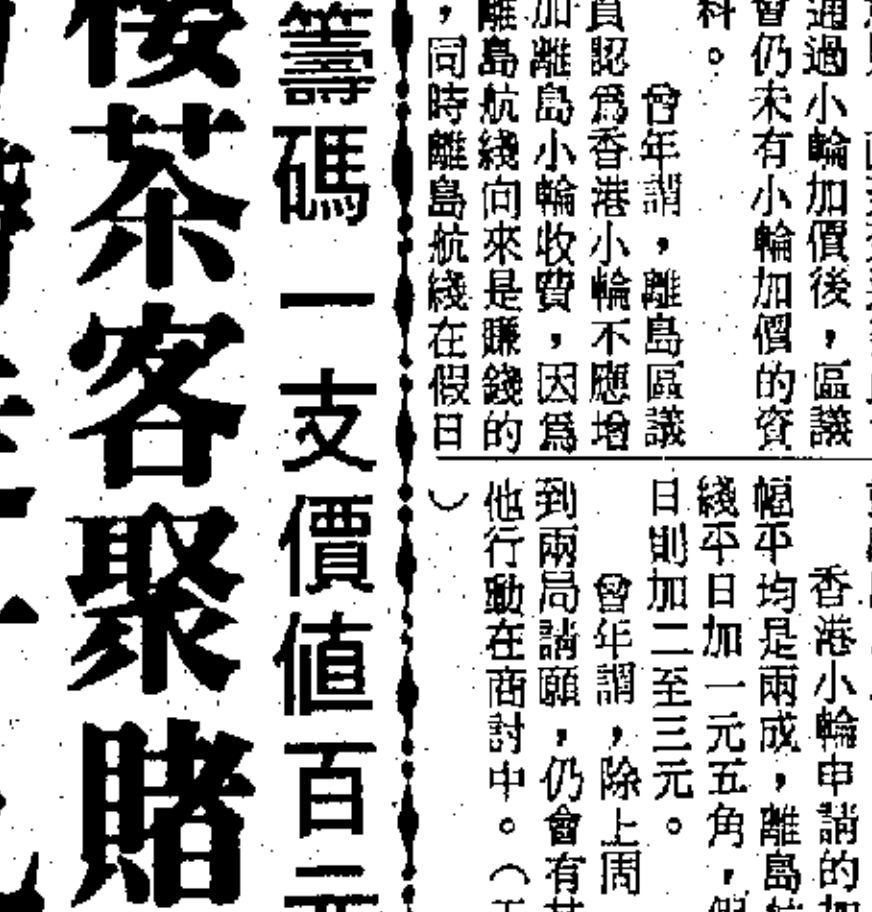 通過小輪加價後，區議
會仍未有小輪加價的資
料。
曾年謂，離島區議
員認爲香港小輪不應增
加離島小輪收費，因爲
離島航綫向來是賺錢的
，同時離島航綫在假日
香港小輪申請的加
幅平均是兩成，離島航
綫平日加一元五角，假
日則加二至三元。
曾年謂，除上周
到兩局請願，仍會有其
他行動在商討中。（
）
籌碼一支價值百
樓茶客聚賭